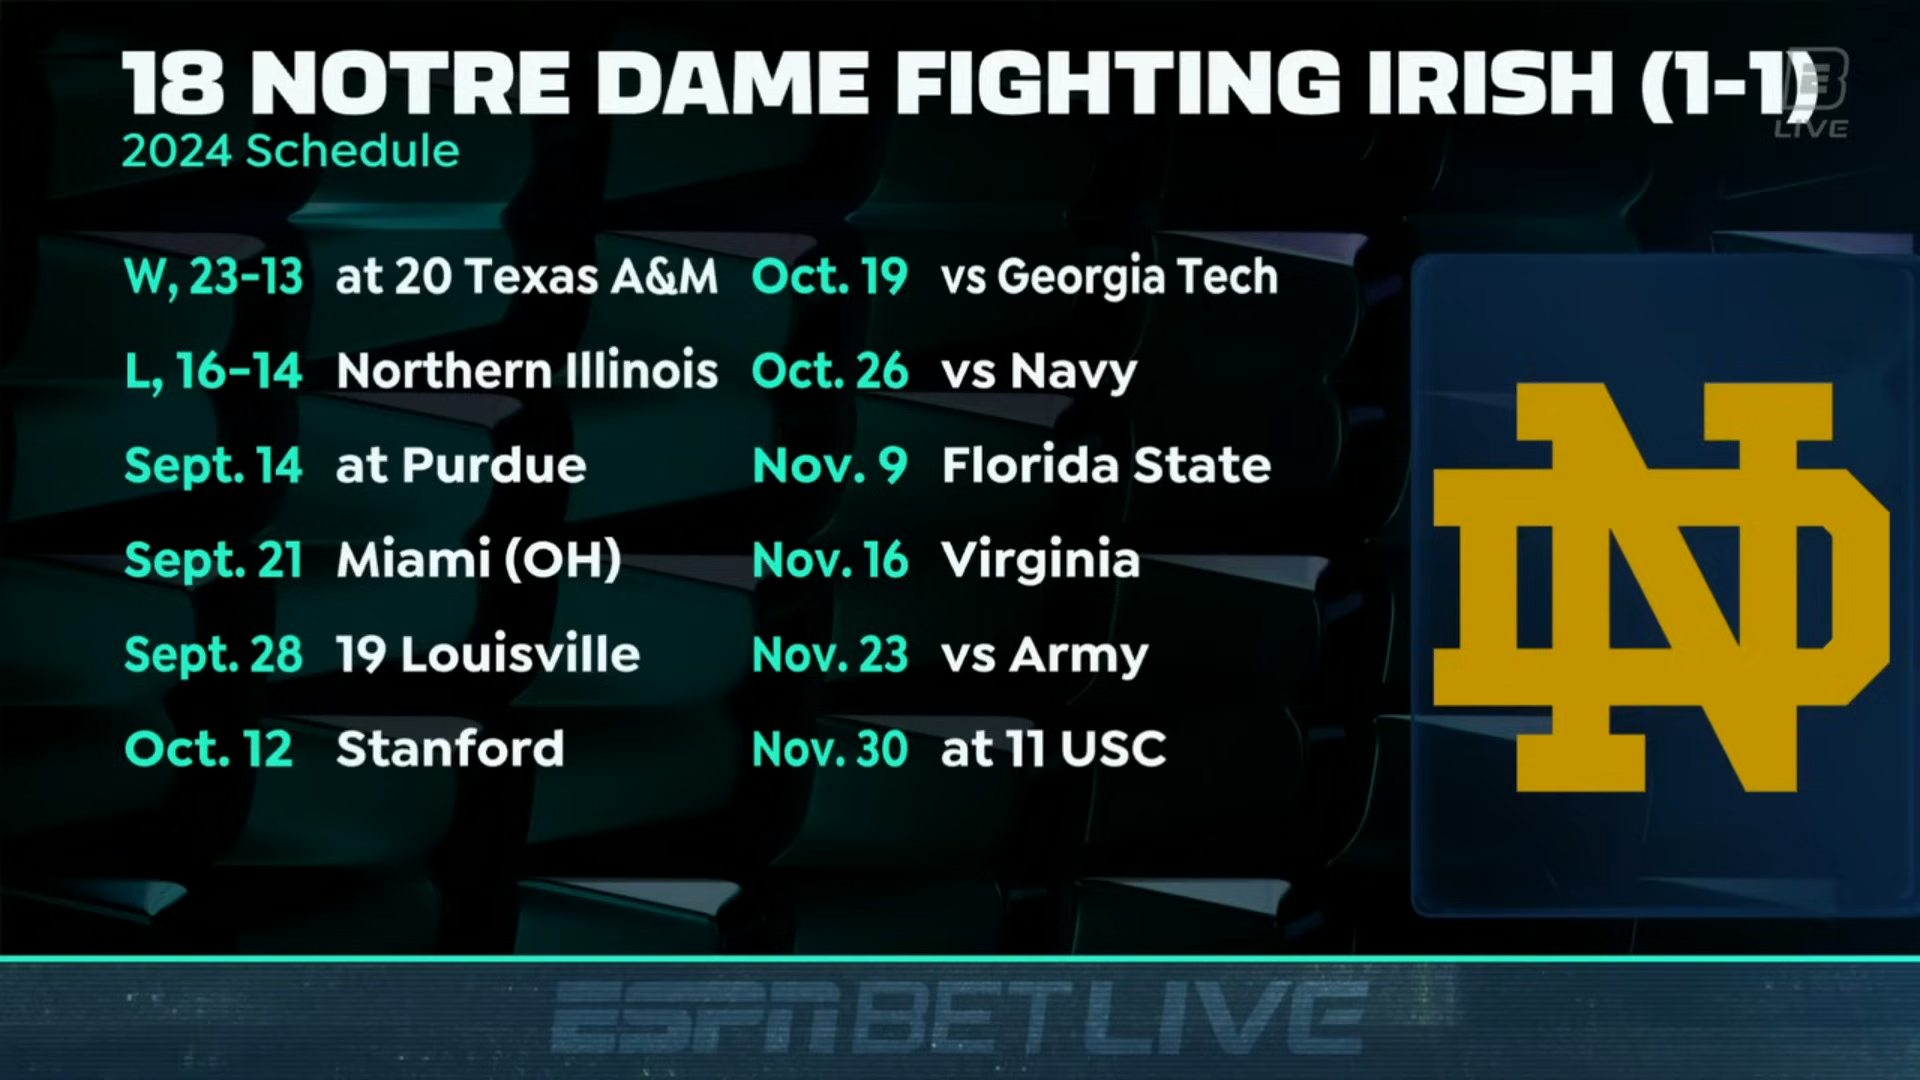 18 NOTRE DAME FIGHTING IRISH (1-1)
LIVE
2024 Schedule
W, 23-13 at 20 Texas A&M Oct. 19 vs Georgia Tech
L, 16-14 Northern Illinois Oct. 26 vs Navy
Sept. 14 at Purdue Nov. 9 Florida State
Sept. 21 Miami (OH) Nov. 16 Virginia
Sept. 28 19 Louisville Nov. 23 vs Army
Oct. 12 Stanford Nov. 30 at 11 USC
ND
ESPN BET LIVE